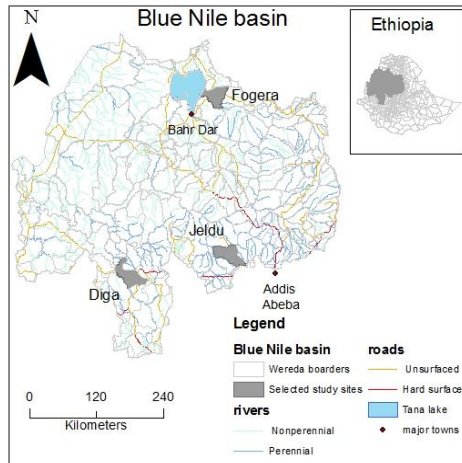 N
Blue Nile basin
Ethiopia
Fogera
Bahr Dar
Jeldu
Diga
Addis
Abeba
Legend
Blue Nile basin
Wereda boarders
Selected study sites
rivers
Nonperennial
Perennial
roads
Unsurfaced
Hard surface
Tana lake
major towns
0 60 120 240
Kilometers